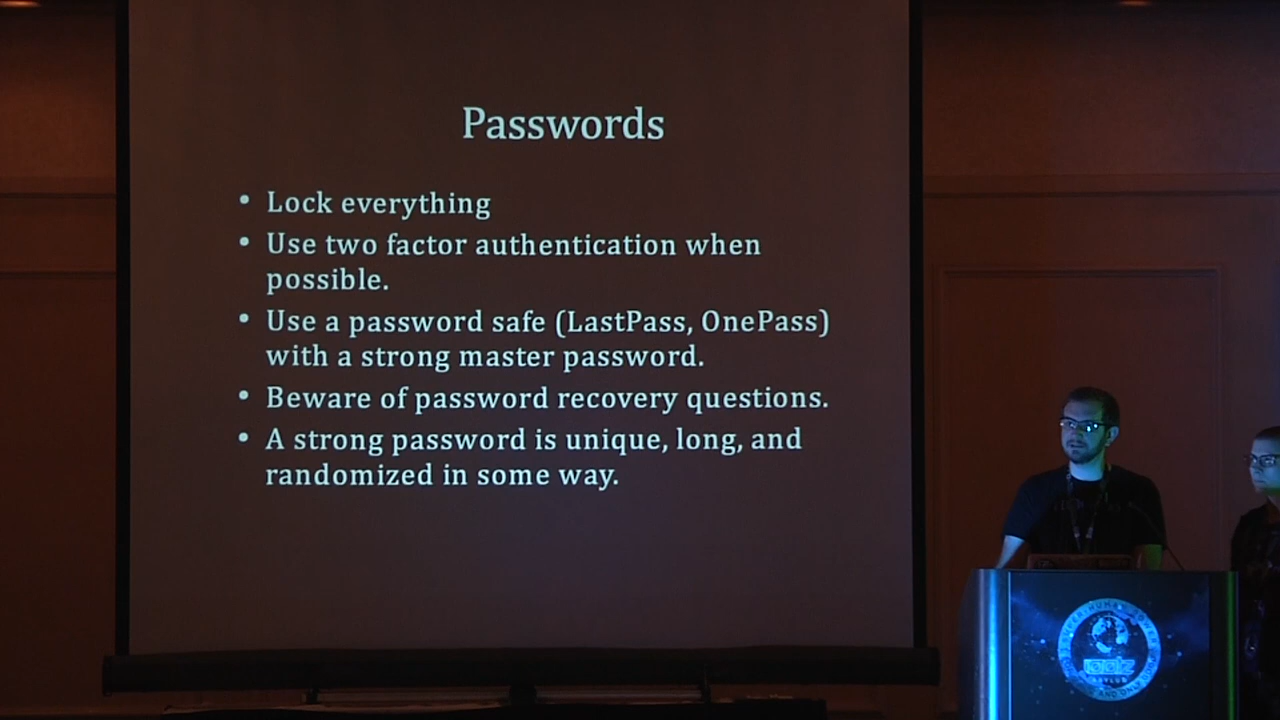 Passwords
• Lock everything
• Use two factor authentication when
possible.
• Use a password safe (LastPass, OnePass)
with a strong master password.
• Beware of password recovery questions.
• A strong password is unique, long, and
randomized in some way.